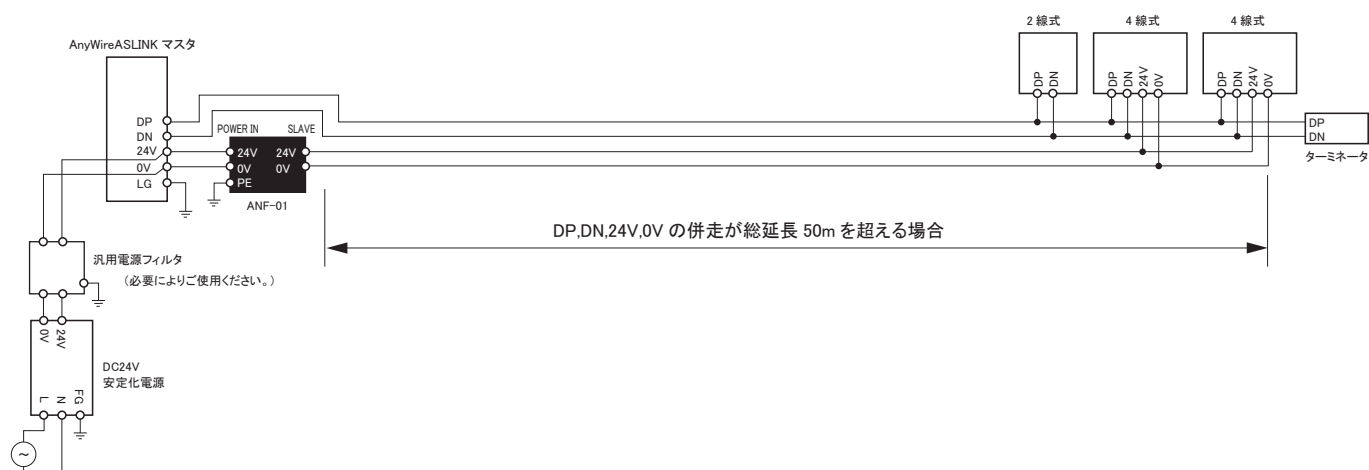 2 線式
4 線式
4 線式
AnyWireASLINK マスタ
DP
DN
DP
DN
24V
0V
DP
DN
24V
0V
DP
DN
24V
0V
LG
POWER IN
SLAVE
24V
0V
PE
24V
0V
ANF-01
DP
DN
ターミネータ
DP,DN,24V,0V の併走が総延長 50m を超える場合
汎用電源フィルタ
（必要によりご使用ください。）
0V
24V
DC24V
安定化電源
L
N
FG
~